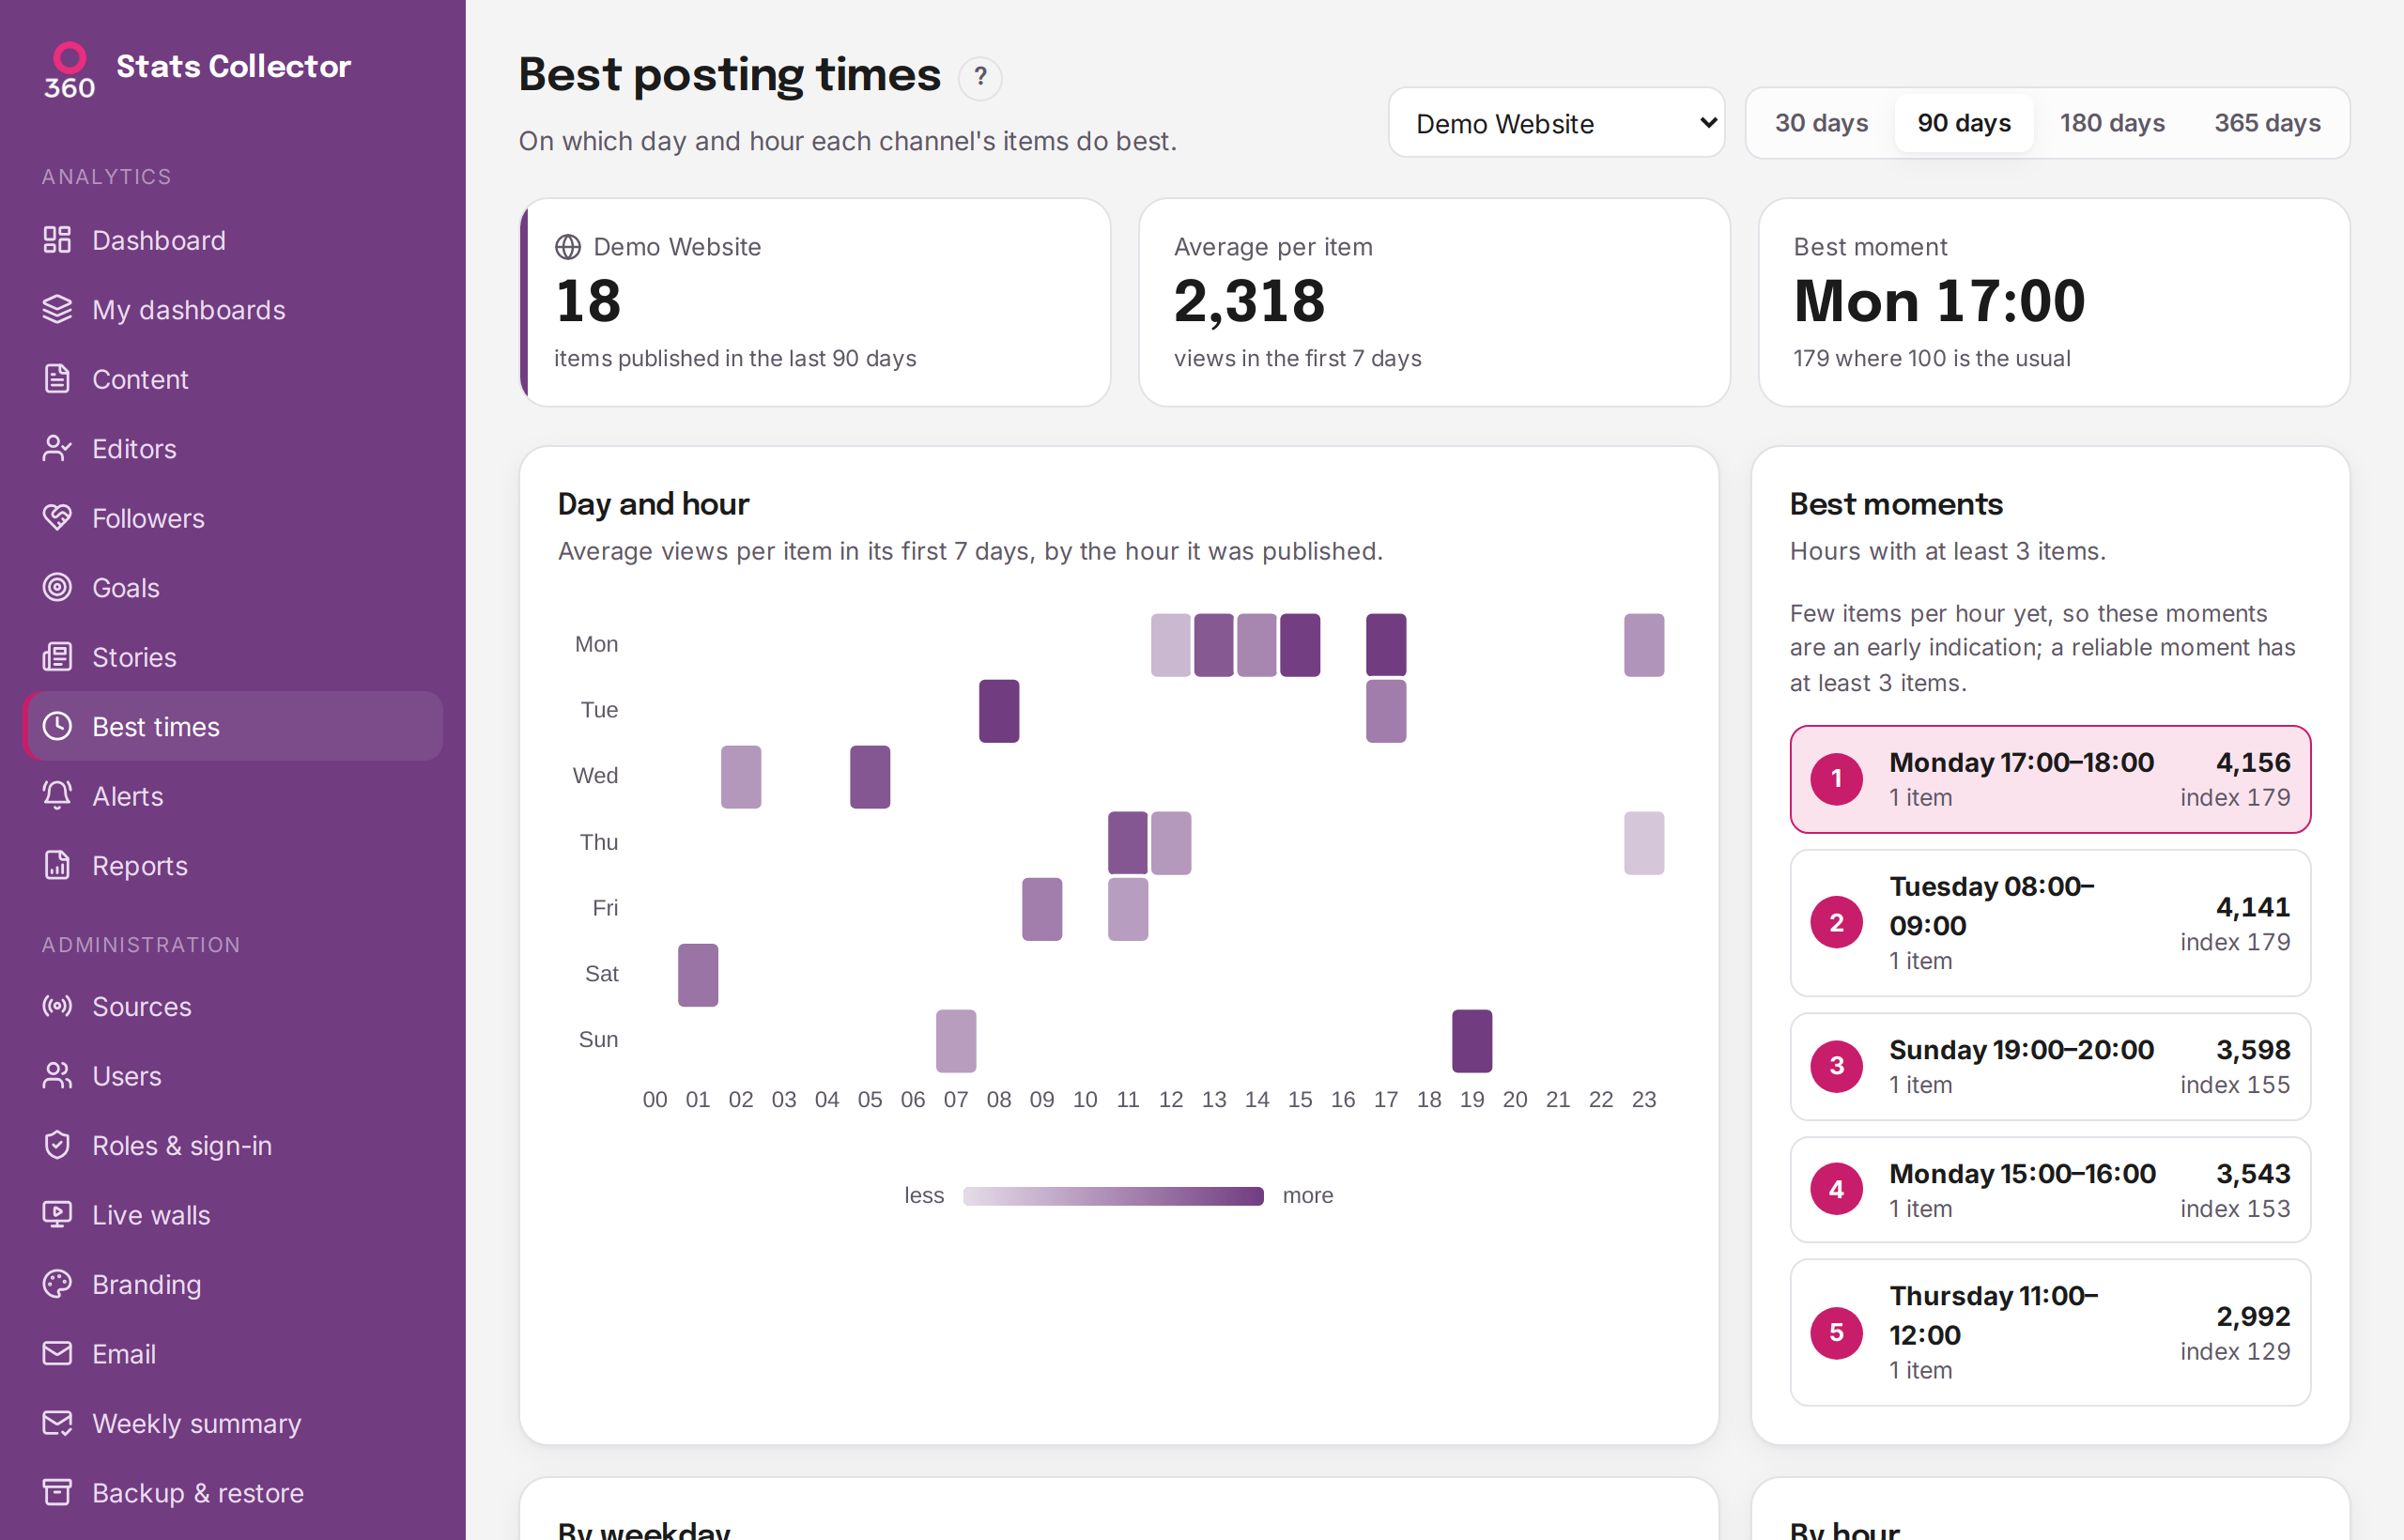 360
Stats Collector
ANALYTICS
Dashboard
My dashboards
Content
Editors
Followers
Goals
Stories
Best times
Alerts
Reports
ADMINISTRATION
Sources
Users
Roles & sign-in
Live walls
Branding
Email
Weekly summary
Backup & restore
Best posting times ?
On which day and hour each channel's items do best.
Demo Website
30 days 90 days 180 days 365 days
Demo Website
18
items published in the last 90 days
Average per item
2,318
views in the first 7 days
Best moment
Mon 17:00
179 where 100 is the usual
Day and hour
Average views per item in its first 7 days, by the hour it was published.
Mon
Tue
Wed
Thu
Fri
Sat
Sun
00 01 02 03 04 05 06 07 08 09 10 11 12 13 14 15 16 17 18 19 20 21 22 23
less more
Best moments
Hours with at least 3 items.
Few items per hour yet, so these moments
are an early indication; a reliable moment has
at least 3 items.
1 Monday 17:00–18:00 4,156
1 item index 179
2 Tuesday 08:00–
09:00 4,141
1 item index 179
3 Sunday 19:00–20:00 3,598
1 item index 155
4 Monday 15:00–16:00 3,543
1 item index 153
5 Thursday 11:00–
12:00 2,992
1 item index 129
By weekday
By hour